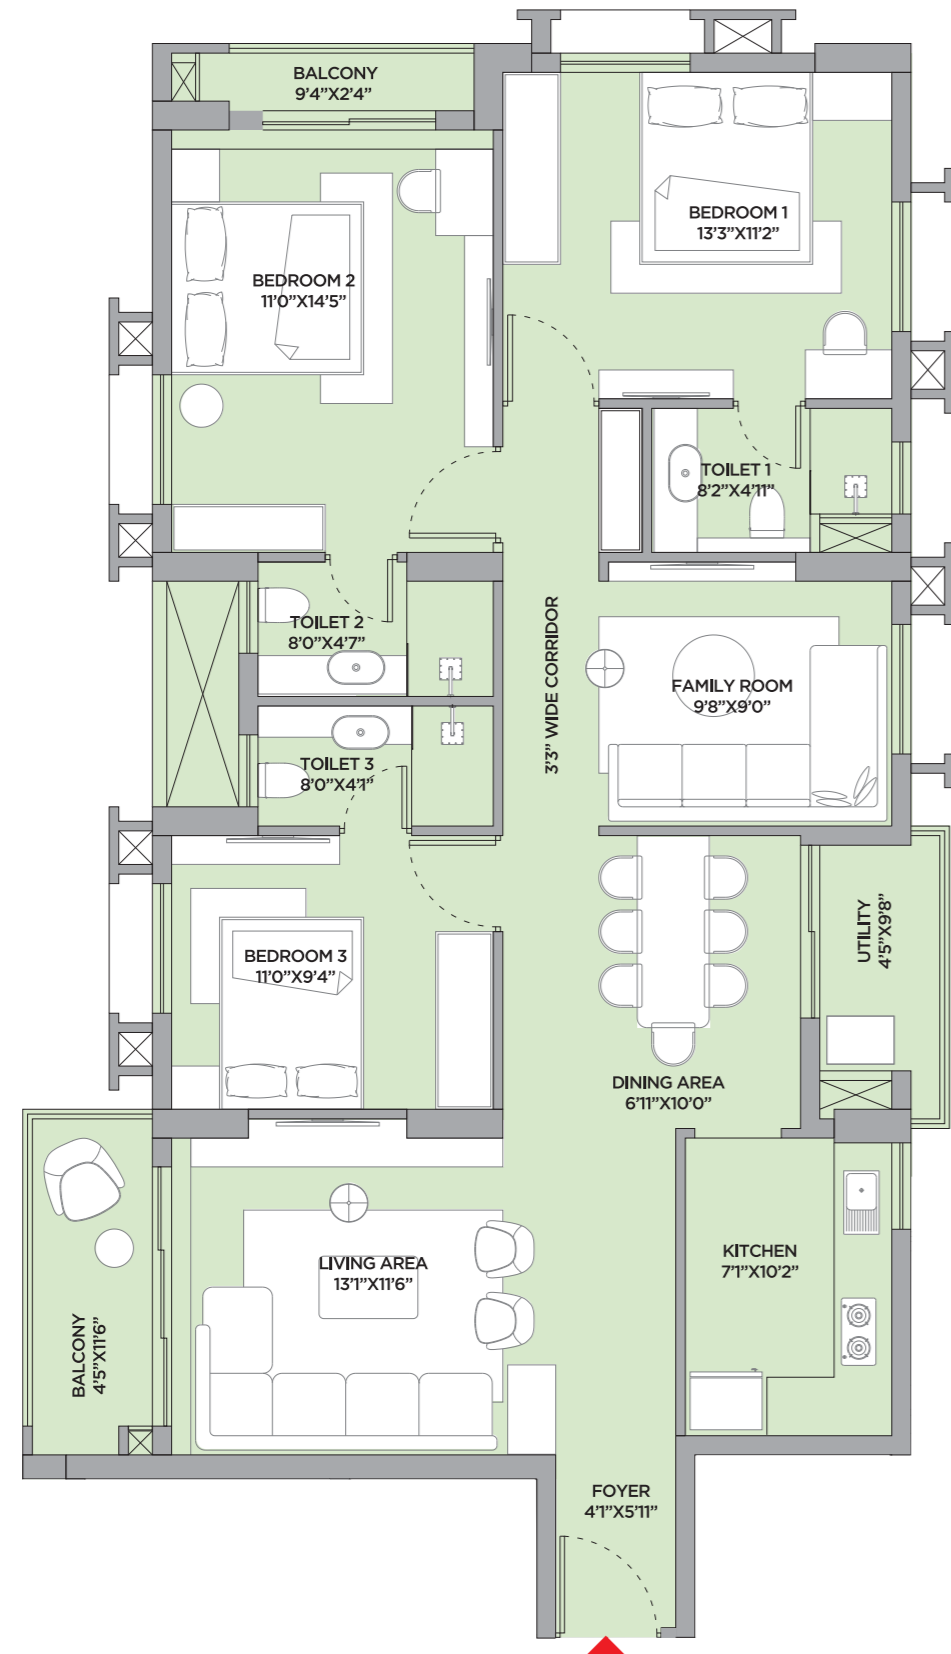 BALCONY
9'4"X2'4"
BEDROOM 1
13'3"X11'2"
BEDROOM 2
11'0"X14'5"
TOILET 1
8'2"X4'11"
TOILET 2
8'0"X4'7"
3'3" WIDE CORRIDOR
FAMILY ROOM
9'8"X9'0"
TOILET 3
8'0"X4'1"
BEDROOM 3
11'0"X9'4"
UTILITY
4'5"X9'8"
DINING AREA
6'11"X10'0"
LIVING AREA
13'1"X11'6"
KITCHEN
7'1"X10'2"
BALCONY
4'5"X11'6"
FOYER
4'1"X5'11"